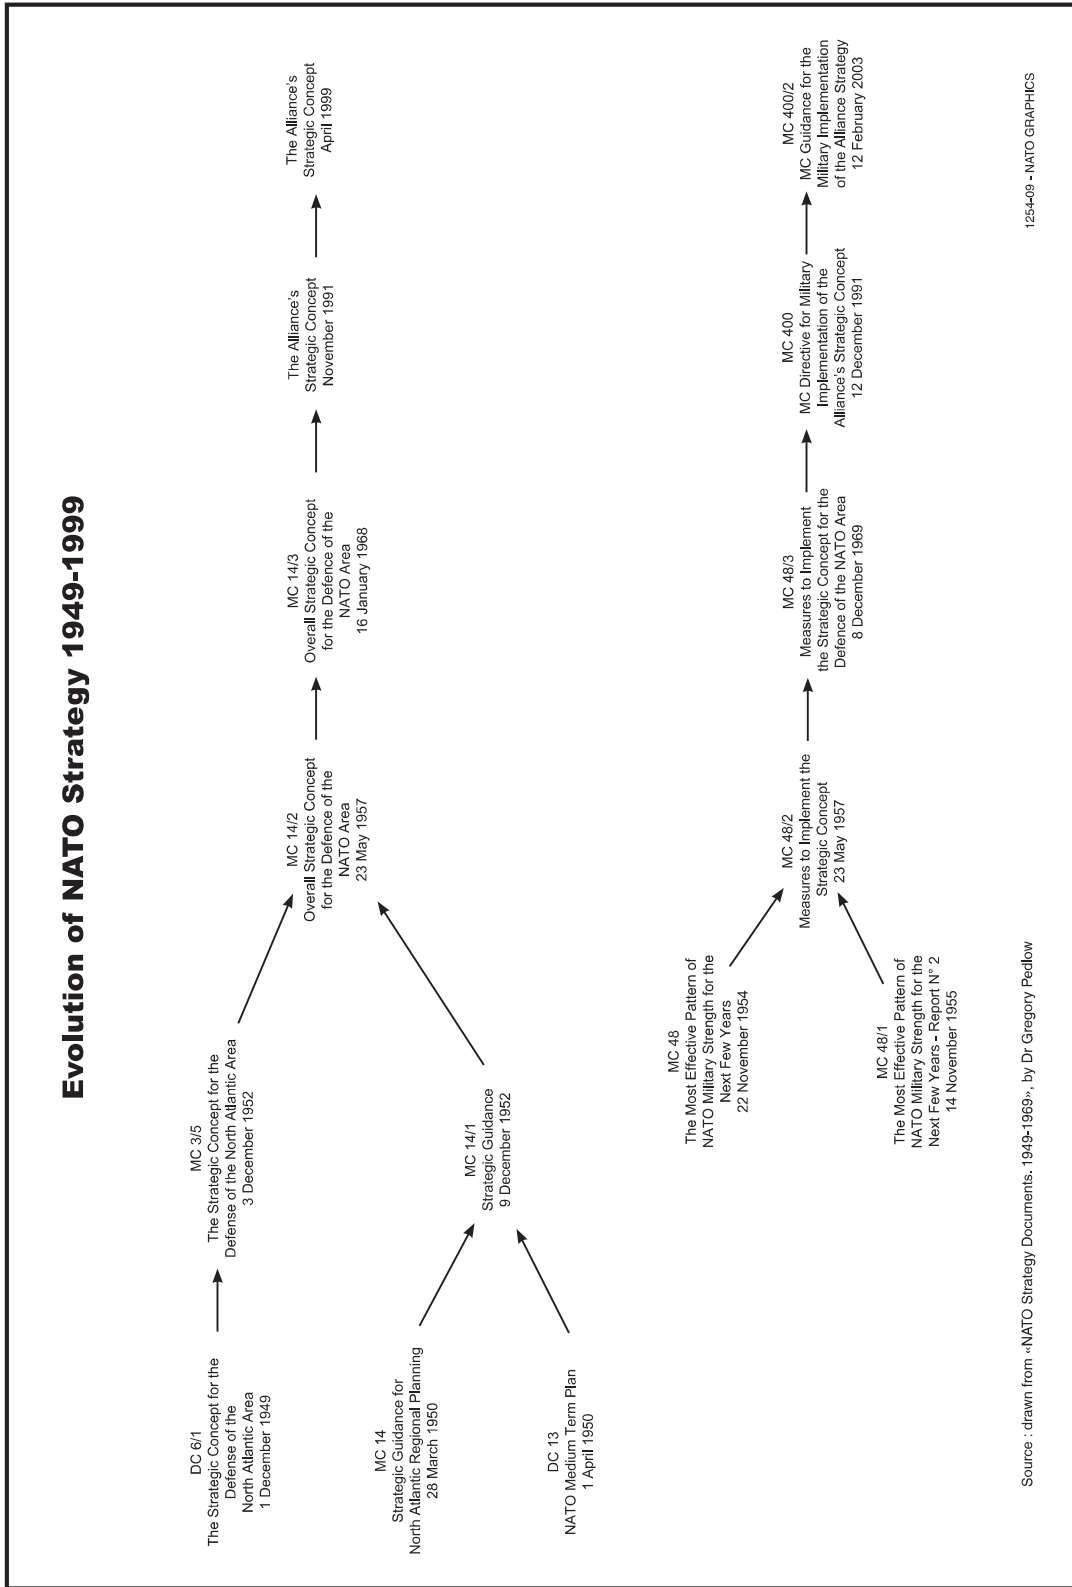 Evolution of NATO Strategy 1949-1999
DC 6/1
The Strategic Concept for the
Defense of the
North Atlantic Area
1 December 1949
MC 3/5
The Strategic Concept for the
Defense of the North Atlantic Area
3 December 1952
MC 14
Strategic Guidance for
North Atlantic Regional Planning
28 March 1950
DC 13
NATO Medium Term Plan
1 April 1950
MC 14/1
Strategic Guidance
9 December 1952
MC 14/2
Overall Strategic Concept
for the Defence of the
NATO Area
23 May 1957
MC 14/3
Overall Strategic Concept
for the Defence of the
NATO Area
16 January 1968
The Alliance's
Strategic Concept
November 1991
The Alliance's
Strategic Concept
April 1999
MC 48
The Most Effective Pattern of
NATO Military Strength for the
Next Few Years
22 November 1954
MC 48/1
The Most Effective Pattern of
NATO Military Strength for the
Next Few Years - Report N° 2
14 November 1955
MC 48/2
Measures to Implement the
Strategic Concept
23 May 1957
MC 48/3
Measures to Implement
the Strategic Concept for the
Defence of the NATO Area
8 December 1969
MC 400
MC Directive for Military
Implementation of the
Alliance's Strategic Concept
12 December 1991
MC 400/2
MC Guidance for the
Military Implementation
of the Alliance Strategy
12 February 2003
Source : drawn from «NATO Strategy Documents. 1949-1969», by Dr Gregory Pedlow
1254-09 - NATO GRAPHICS